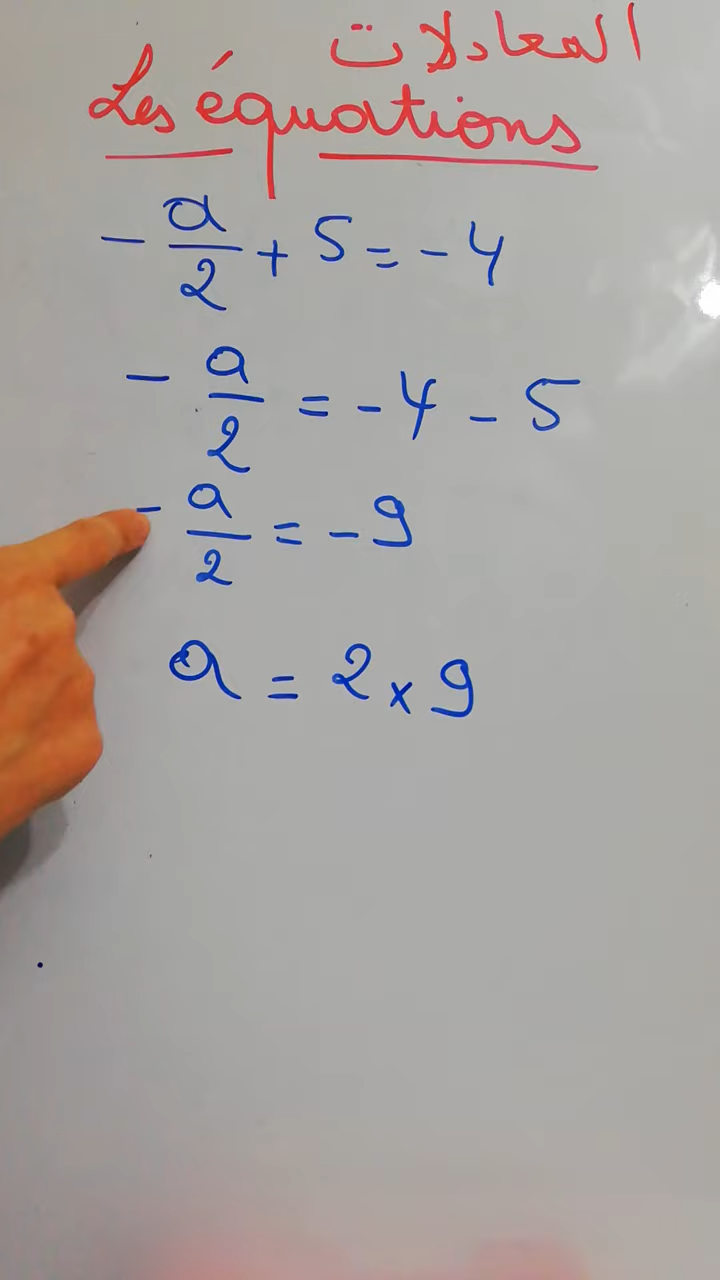 المعادلات
Les équations
- a/2 + 5 = - 4
- a/2 = - 4 - 5
- a/2 = - 9
a = 2 x 9